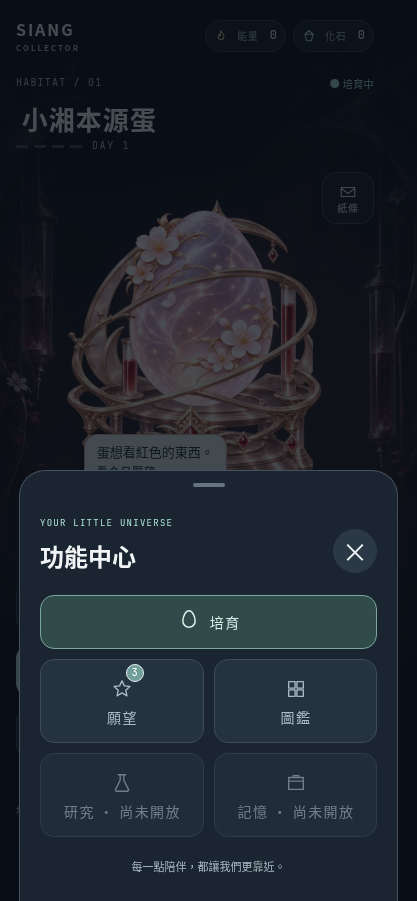 SIANG
COLLECTOR
能量 0
化石 0
HABITAT / 01
培育中
小湘本源蛋
DAY 1
紙條
蛋想看紅色的東西。
YOUR LITTLE UNIVERSE
功能中心
培育
3
願望
圖鑑
研究 · 尚未開放
記憶 · 尚未開放
每一點陪伴，都讓我們更靠近。